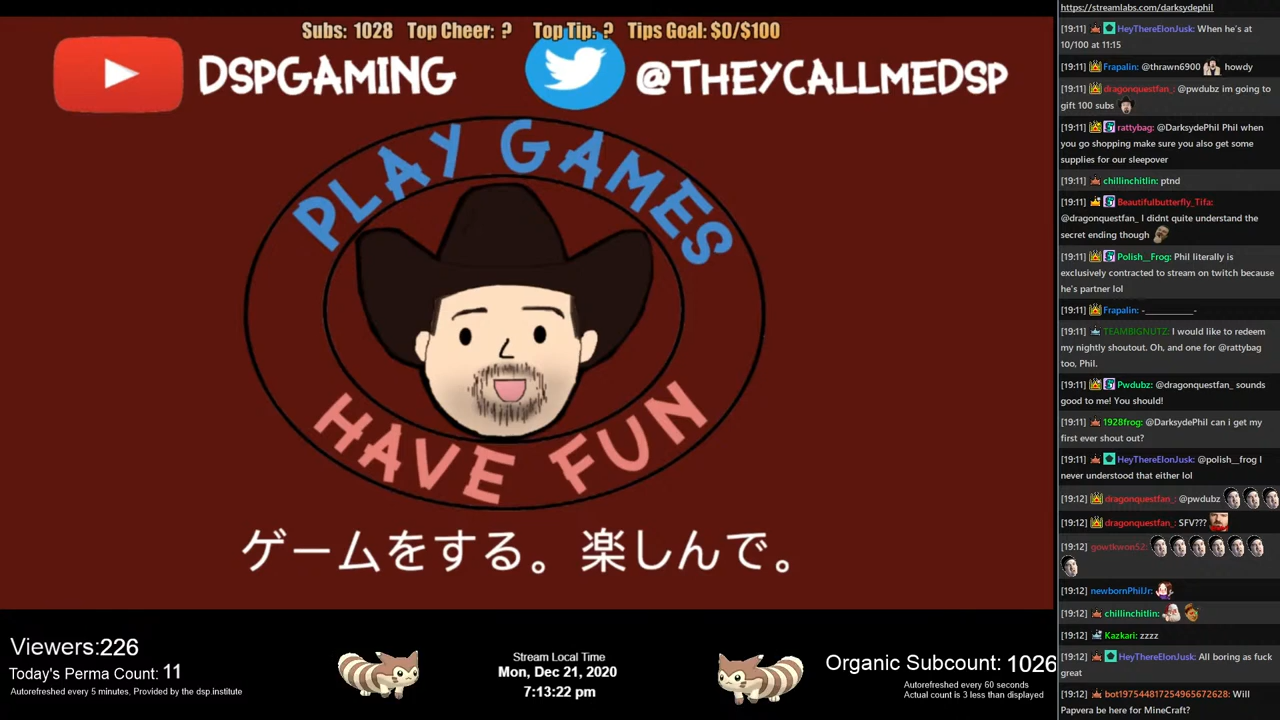 Subs: 1028 Top Cheer: ? Top Tip: ? Tips Goal: $0/$100
DSPGAMING
@THEYCALLMEDSP
PLAY GAMES
HAVE FUN
ゲームをする。楽しんで。
Viewers:226
Today's Perma Count: 11
Autorefreshed every 5 minutes, Provided by the dsp.institute
Stream Local Time
Mon, Dec 21, 2020
7:13:22 pm
Organic Subcount: 1026
Autorefreshed every 60 seconds
Actual count is 3 less than displayed
https://streamlabs.com/darksydephil
[19:11] HeyThereElonJusk: When he's at
10/100 at 11:15
[19:11] Frapalin: @thrawn6900 howdy
[19:11] dragonquestfan_: @pwdubz im going to
gift 100 subs
[19:11] rattybag: @DarksydePhil Phil when
you go shopping make sure you also get some
supplies for our sleepover
[19:11] chillinchitlin: ptnd
[19:11] Beautifulbutterfly_Tifa:
@dragonquestfan_ I didnt quite understand the
secret ending though
[19:11] Polish__Frog: Phil literally is
exclusively contracted to stream on twitch because
he's partner lol
[19:11] Frapalin: -__________-
[19:11] TEAMBIGNUTZ: I would like to redeem
my nightly shoutout. Oh, and one for @rattybag
too, Phil.
[19:11] Pwdubz: @dragonquestfan_ sounds
good to me! You should!
[19:11] 1928frog: @DarksydePhil can i get my
first ever shout out?
[19:11] HeyThereElonJusk: @polish__frog I
never understood that either lol
[19:12] dragonquestfan_: @pwdubz
[19:12] dragonquestfan_: SFV???
[19:12] gowtkwon52:
[19:12] newbornPhilJr:
[19:12] chillinchitlin:
[19:12] Kazkari: zzzz
[19:12] HeyThereElonJusk: All boring as fuck
great
[19:12] bot197544817254965672628: Will
Papvera be here for MineCraft?